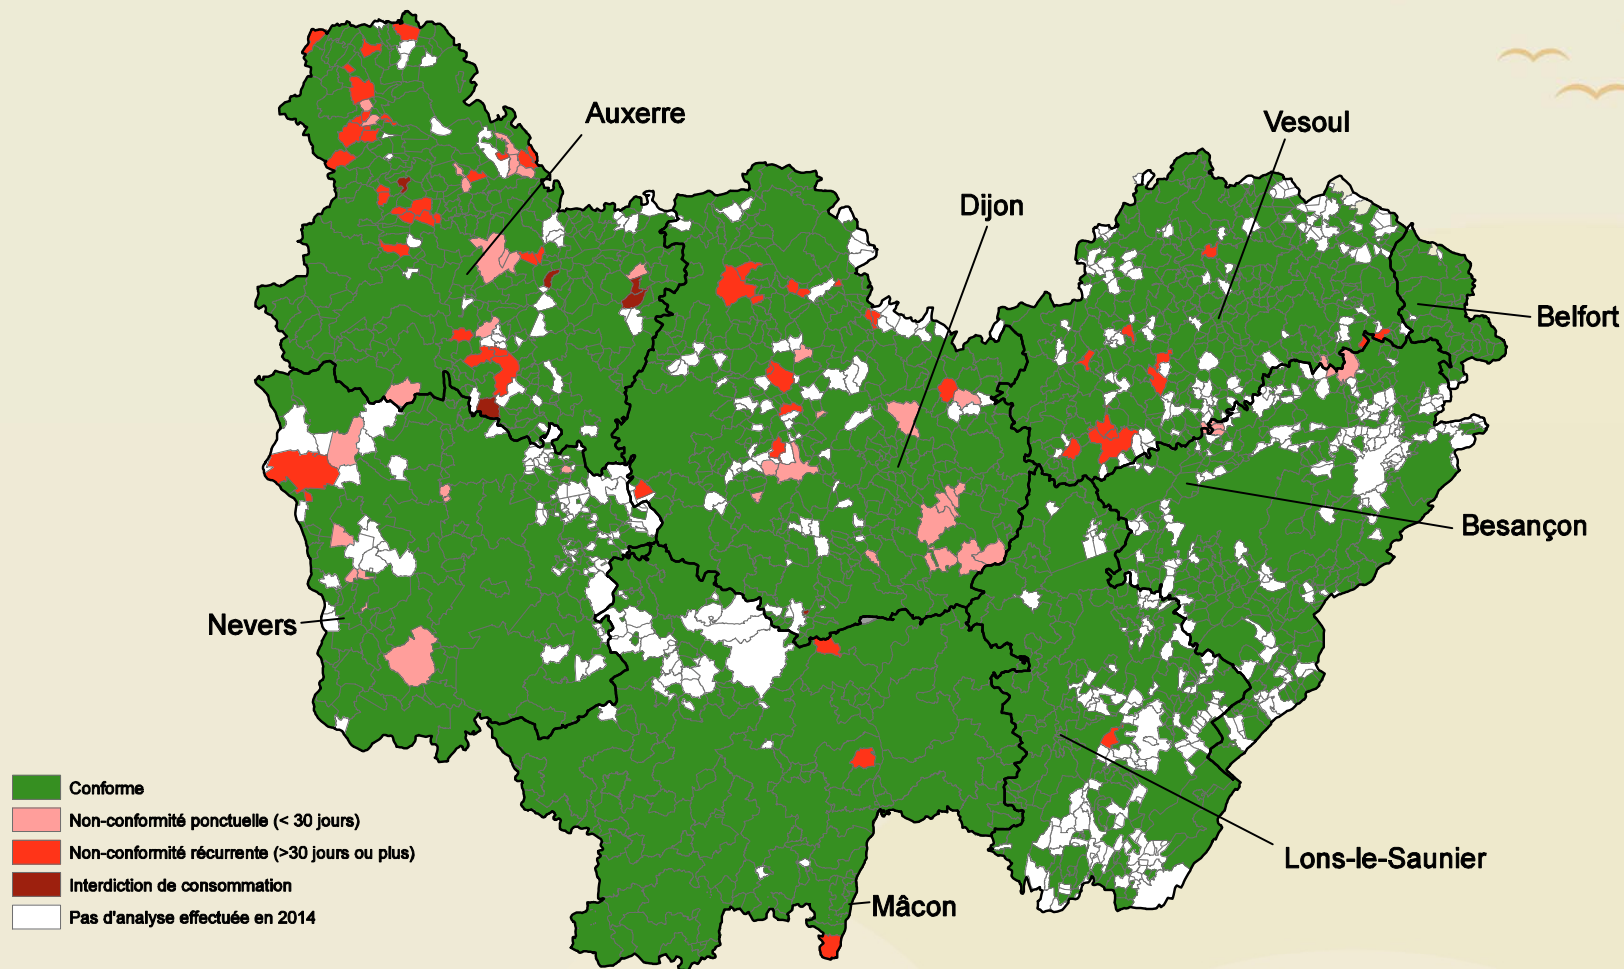 Auxerre
Vesoul
Dijon
Belfort
Besançon
Nevers
Lons-le-Saunier
Mâcon
Conforme
Non-conformité ponctuelle (< 30 jours)
Non-conformité récurrente (>30 jours ou plus)
Interdiction de consommation
Pas d'analyse effectuée en 2014